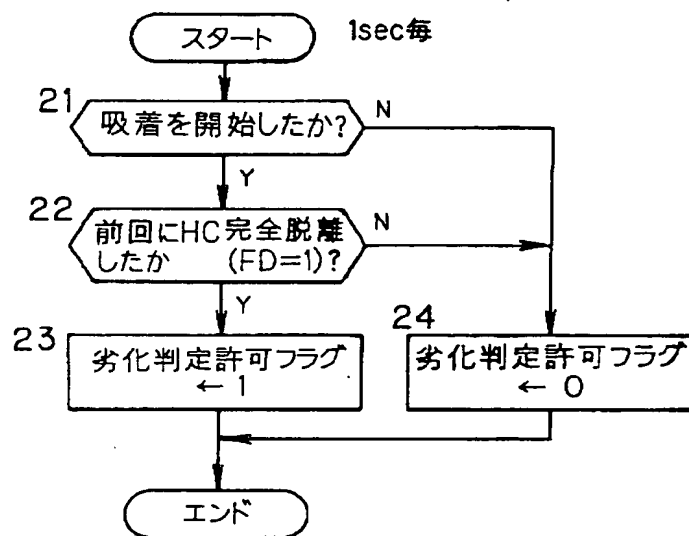 スタート
1sec毎
21
吸着を開始したか?
N
Y
22
前回にHC完全脱離
したか (FD=1)?
N
Y
23
劣化判定許可フラグ
← 1
24
劣化判定許可フラグ
← 0
エンド